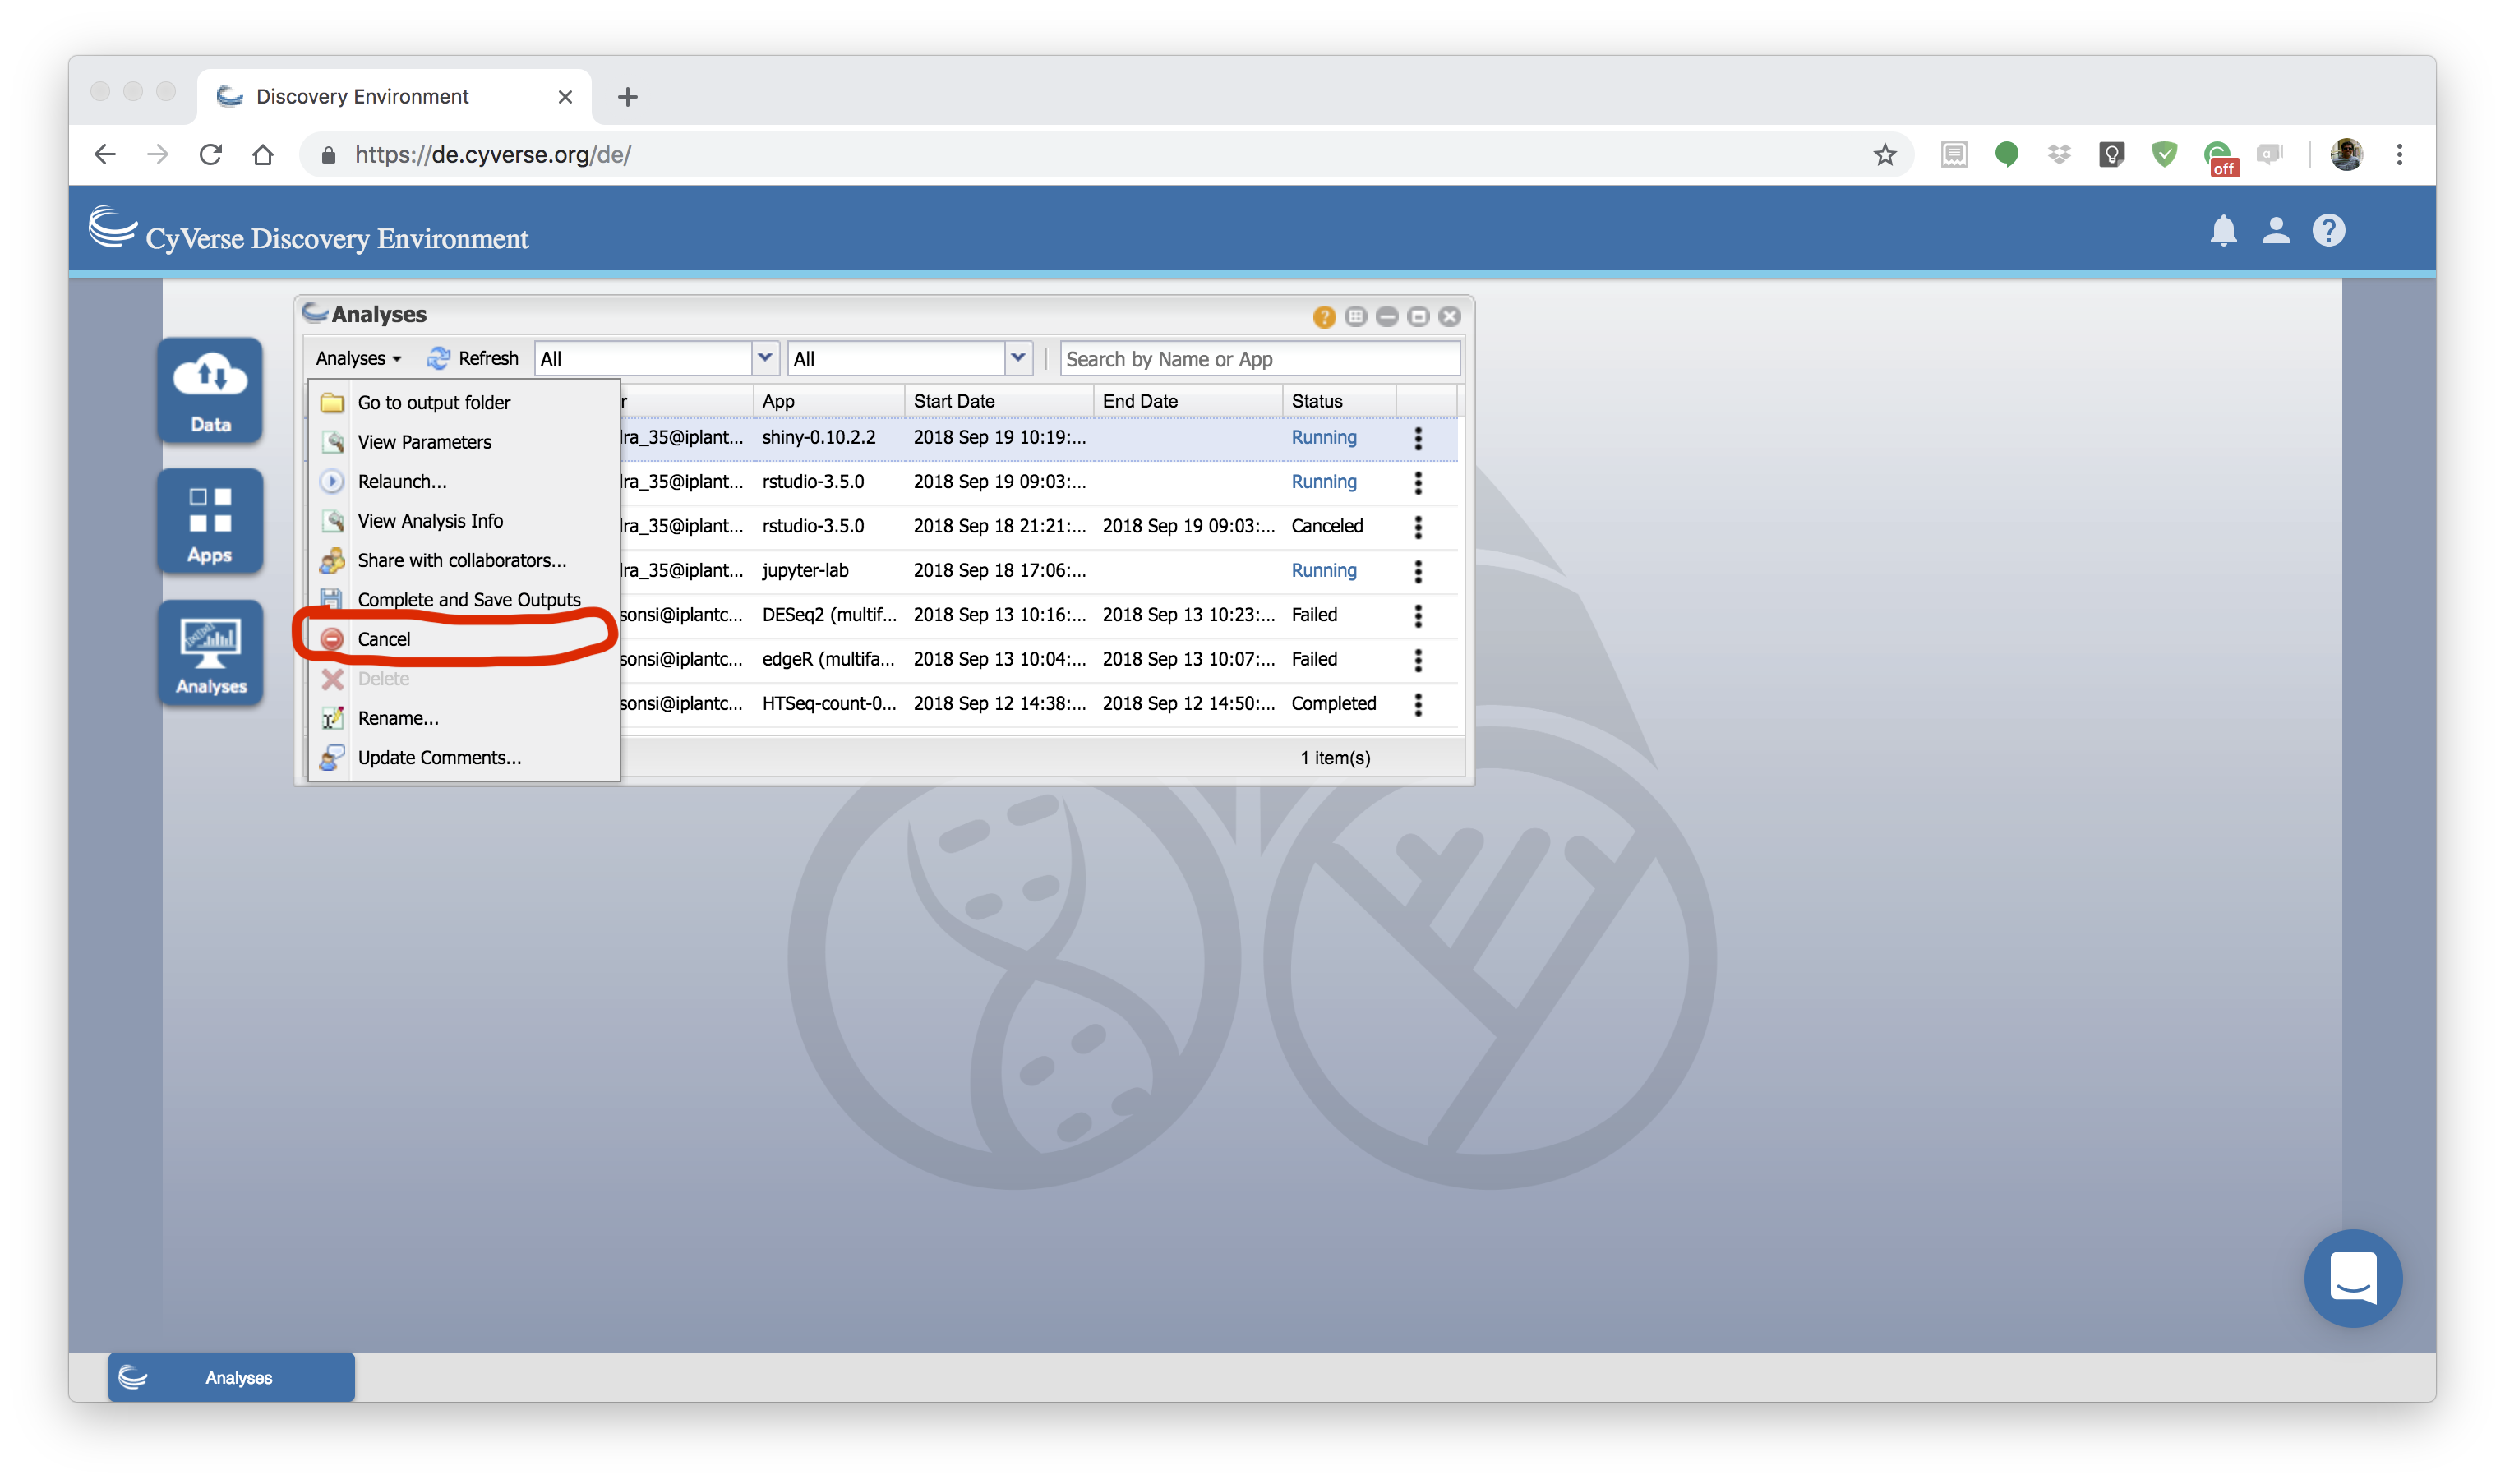 Discovery Environment
https://de.cyverse.org/de/
off
CyVerse Discovery Environment
Analyses
Analyses Refresh All All Search by Name or App
Data
Apps
Analyses
Go to output folder
View Parameters
Relaunch...
View Analysis Info
Share with collaborators...
Complete and Save Outputs
Cancel
Delete
Rename...
Update Comments...
r App Start Date End Date Status
lra_35@iplant... shiny-0.10.2.2 2018 Sep 19 10:19:... Running
lra_35@iplant... rstudio-3.5.0 2018 Sep 19 09:03:... Running
lra_35@iplant... rstudio-3.5.0 2018 Sep 18 21:21:... 2018 Sep 19 09:03:... Canceled
lra_35@iplant... jupyter-lab 2018 Sep 18 17:06:... Running
sonsi@iplantc... DESeq2 (multif... 2018 Sep 13 10:16:... 2018 Sep 13 10:23:... Failed
sonsi@iplantc... edgeR (multifa... 2018 Sep 13 10:04:... 2018 Sep 13 10:07:... Failed
sonsi@iplantc... HTSeq-count-0... 2018 Sep 12 14:38:... 2018 Sep 12 14:50:... Completed
1 item(s)
Analyses